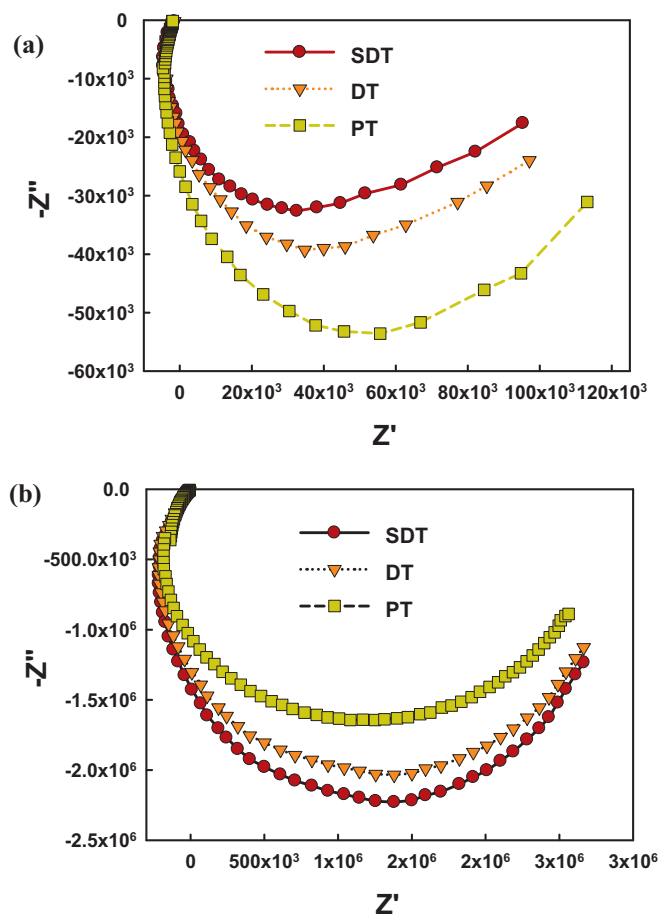 (a)
0
-10x10³
-20x10³
-30x10³
-40x10³
-50x10³
-60x10³
-Z"
SDT
DT
PT
0 20x10³ 40x10³ 60x10³ 80x10³ 100x10³ 120x10³
Z'
(b)
0.0
-500.0x10³
-1.0x10⁶
-1.5x10⁶
-2.0x10⁶
-2.5x10⁶
-Z"
SDT
DT
PT
0 500x10³ 1x10⁶ 2x10⁶ 2x10⁶ 3x10⁶ 3x10⁶
Z'